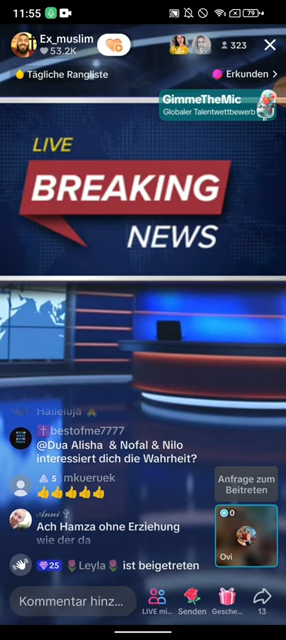 11:55
79
Ex_muslim
53.2K
323
Tägliche Rangliste
Erkunden >
GimmeTheMic
Globaler Talentwettbewerb
LIVE
BREAKING
NEWS
Halleluja 🙏
✝️ bestofme7777
@Dua Alisha & Nofal & Nilo
interessiert dich die Wahrheit?
5 mkueruek
👍👍👍👍👍
𝒜𝓃𝓃𝒾 ✞
Ach Hamza ohne Erziehung
wie der da
Anfrage zum
Beitreten
0
Ovi
25 🌷Leyla🌷 ist beigetreten
Kommentar hinz...
LIVE mi...
Senden
Gesche...
13